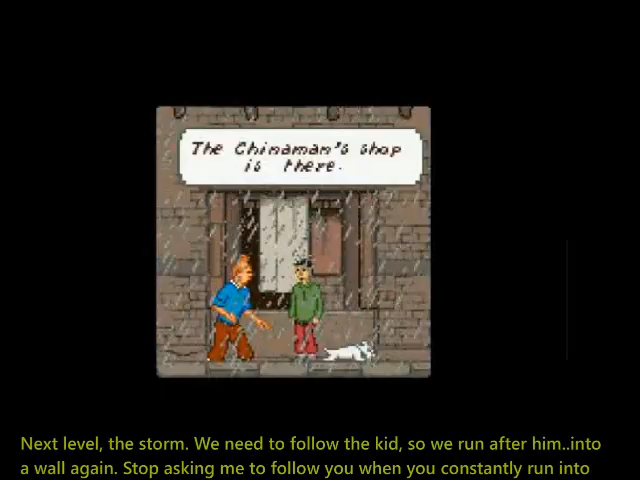 The Chinaman's shop
is there.
Next level, the storm. We need to follow the kid, so we run after him..into
a wall again. Stop asking me to follow you when you constantly run into